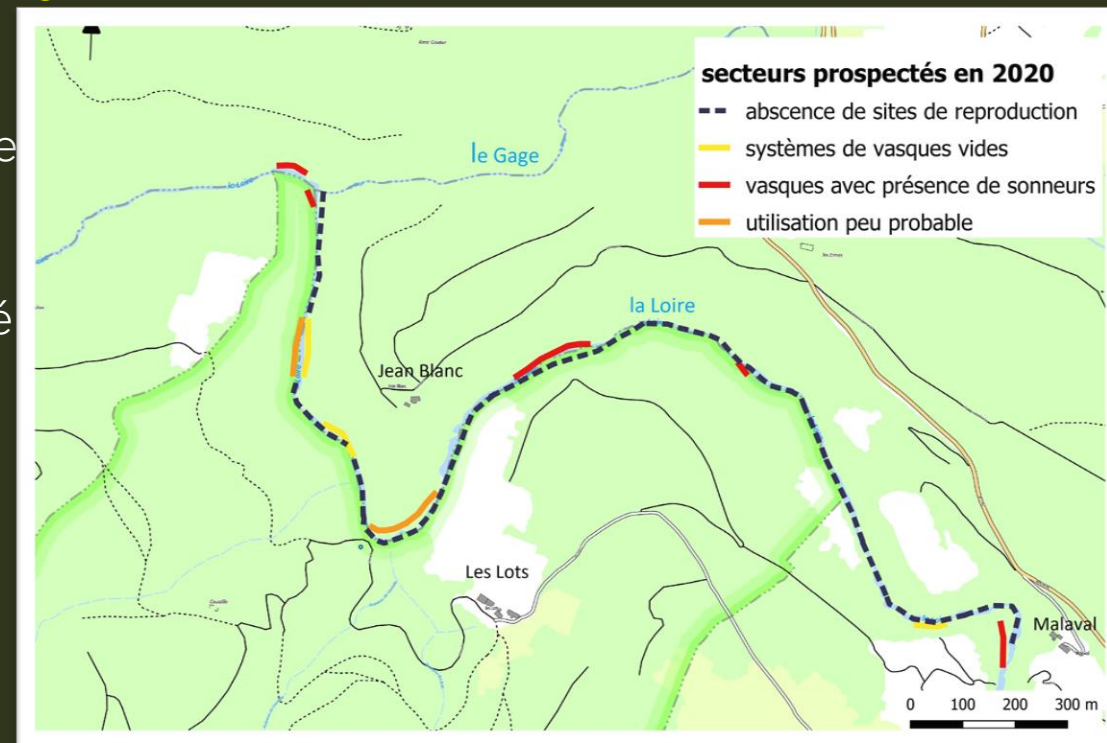 e
é
secteurs prospectés en 2020
abscence de sites de reproduction
systèmes de vasques vides
vasques avec présence de sonneurs
utilisation peu probable
le Gage
la Loire
Jean Blanc
Les Lots
Malaval
0 100 200 300 m